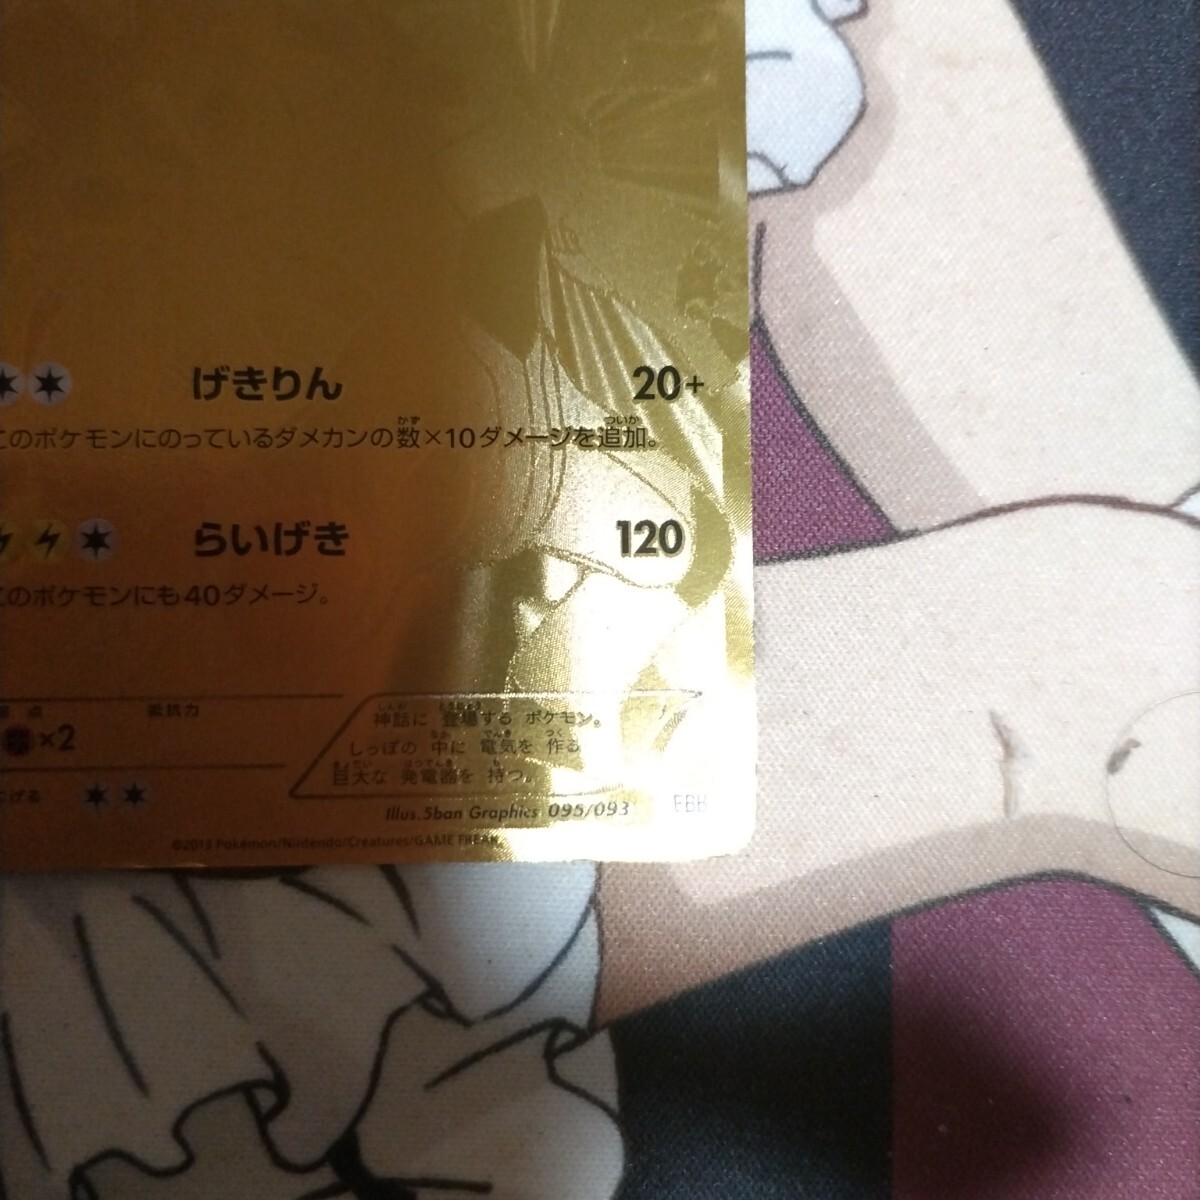 げきりん 20+
このポケモンにのっているダメカンの数×10ダメージを追加。
らいげき 120
このポケモンにも40ダメージ。
弱点 抵抗力
×2
神話に 登場する ポケモン。
しっぽの 中に 電気を 作る
巨大な 発電器を 持つ。
にげる
Illus. 5ban Graphics 095/093 EBB
©2013 Pokémon/Nintendo/Creatures/GAME FREAK.